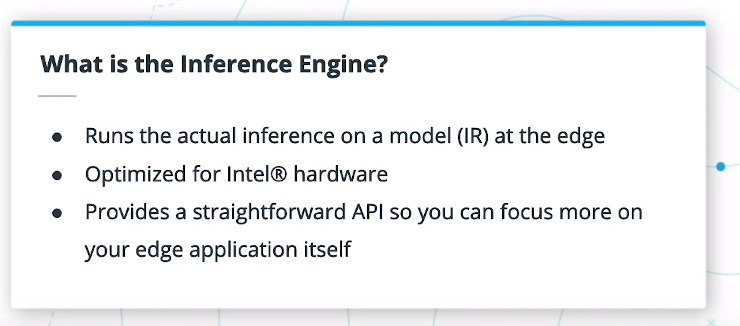 What is the Inference Engine?
● Runs the actual inference on a model (IR) at the edge
● Optimized for Intel® hardware
● Provides a straightforward API so you can focus more on
your edge application itself